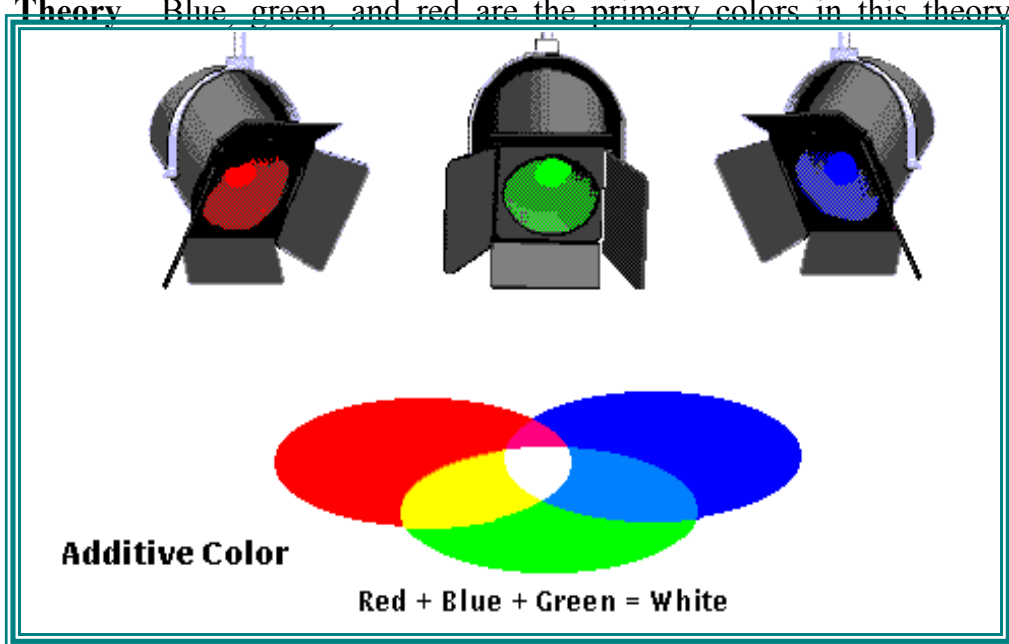 Theory Blue, green, and red are the primary colors in this theory
Additive Color
Red + Blue + Green = White